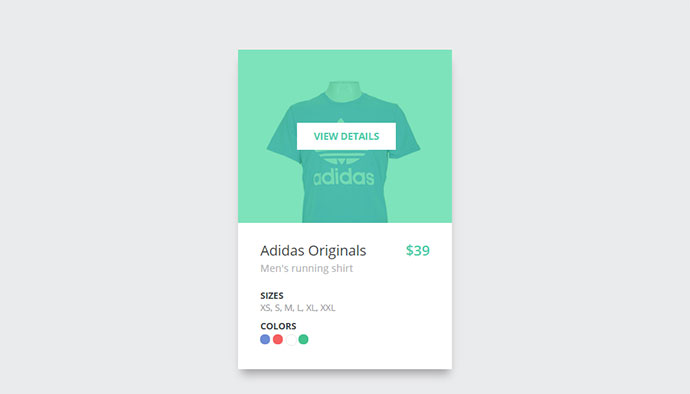 VIEW DETAILS
adidas
Adidas Originals $39
Men's running shirt
SIZES
XS, S, M, L, XL, XXL
COLORS